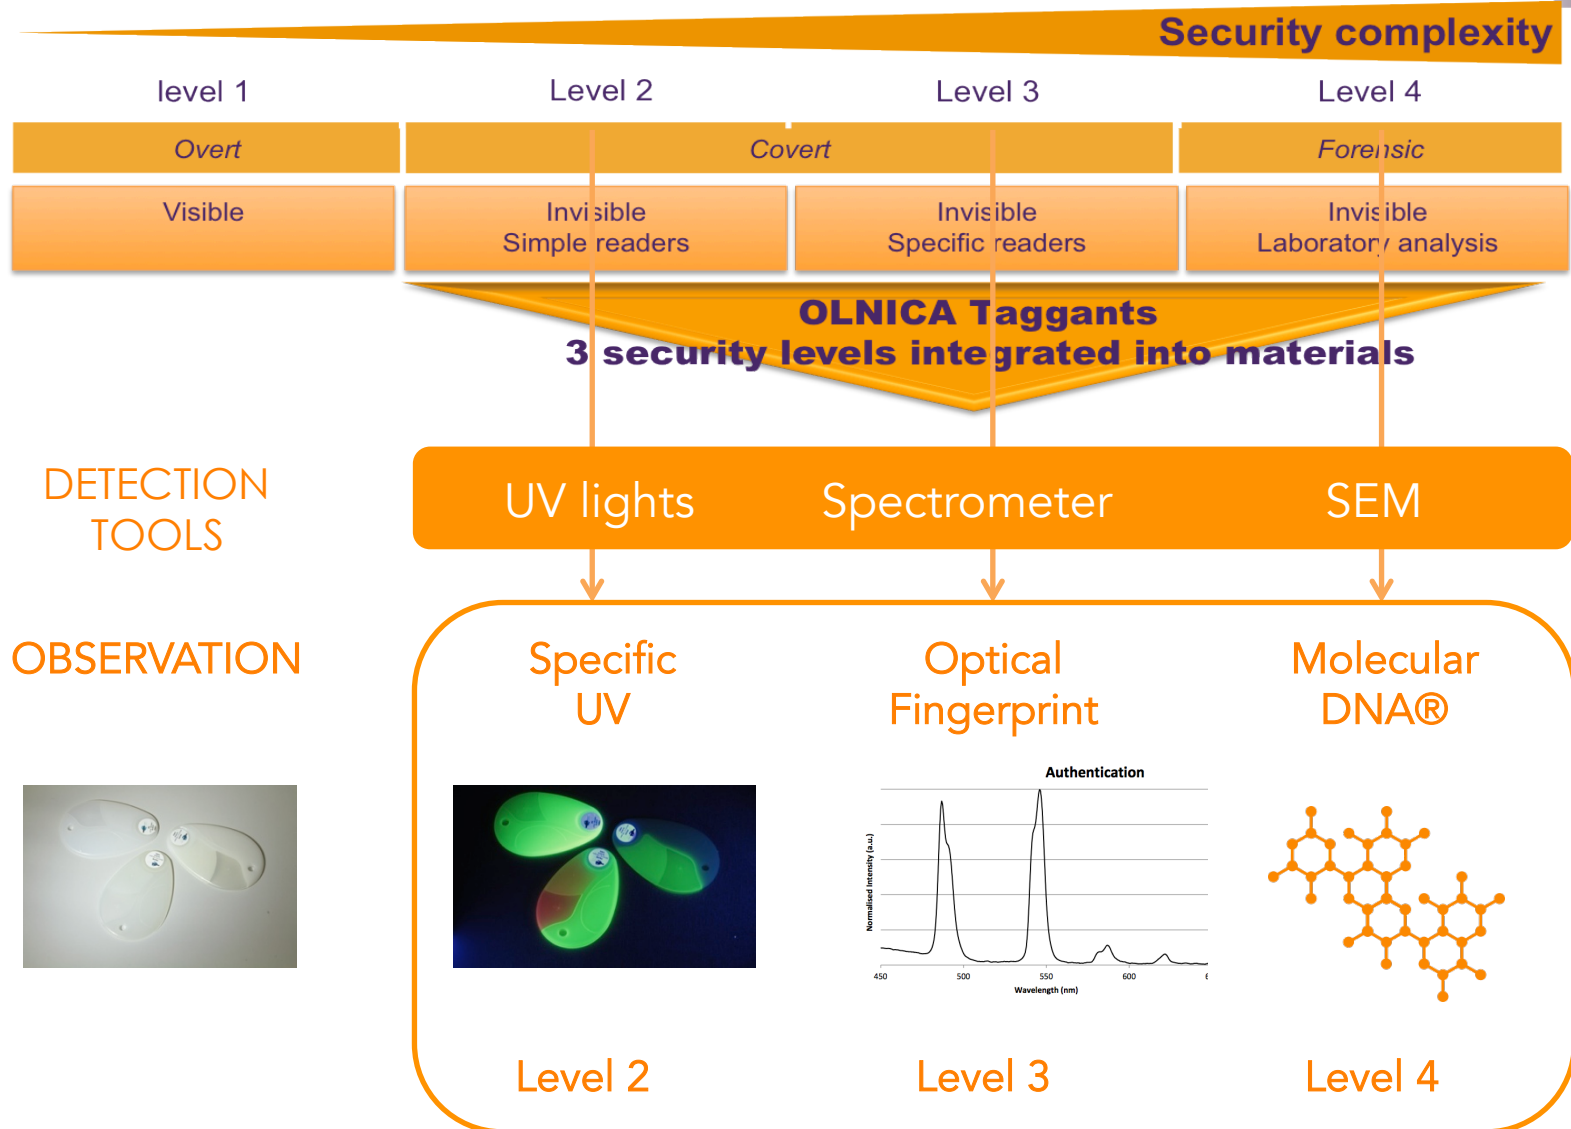 Security complexity
level 1
Level 2
Level 3
Level 4
Overt
Covert
Forensic
Visible
Invisible
Simple readers
Invisible
Specific readers
Invisible
Laboratory analysis
OLNICA Taggants
3 security levels integrated into materials
DETECTION
TOOLS
UV lights
Spectrometer
SEM
OBSERVATION
Specific
UV
Optical
Fingerprint
Molecular
DNA®
Authentication
Normalised Intensity (a.u.)
450
500
550
600
Wavelength (nm)
Level 2
Level 3
Level 4